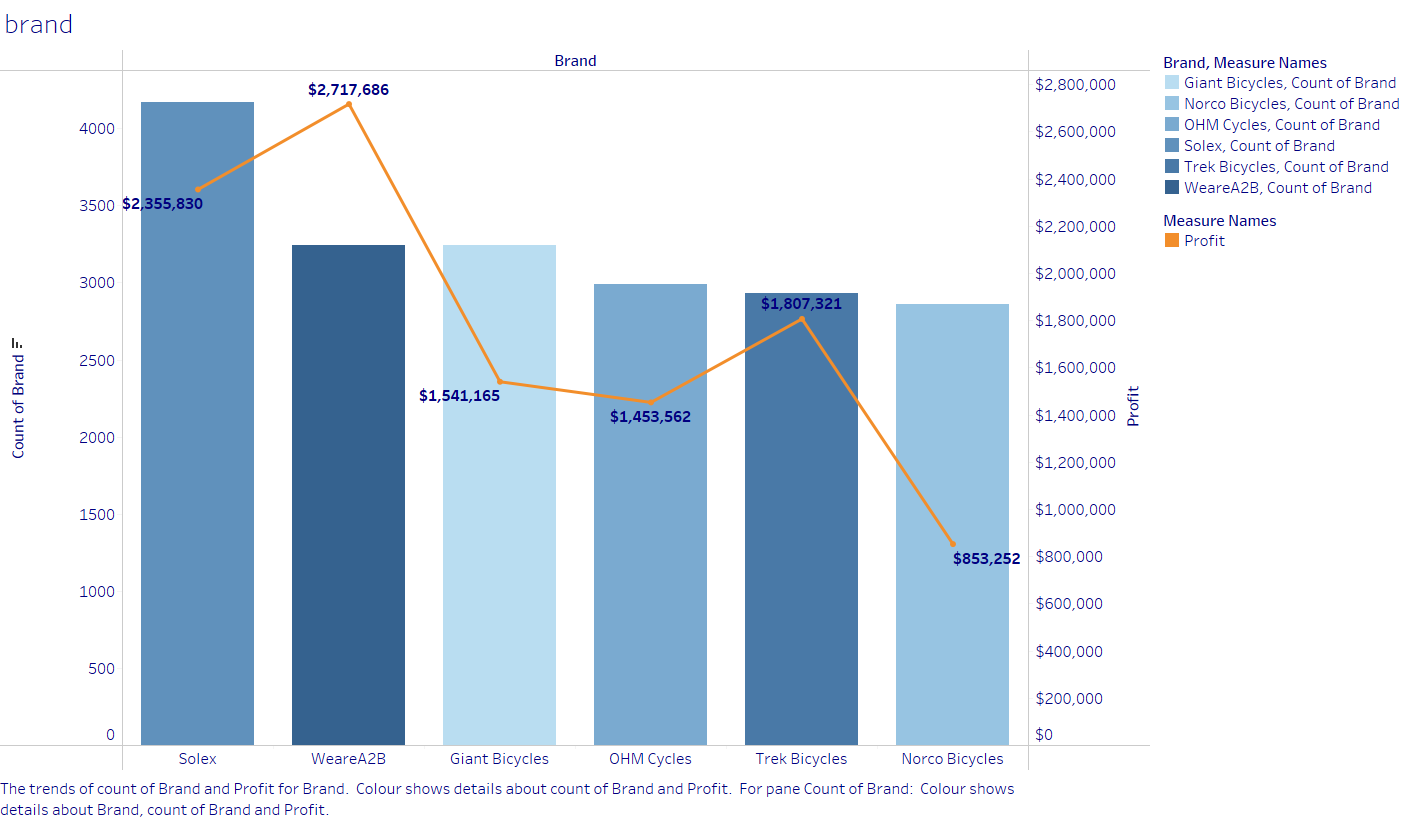 brand
Brand
Count of Brand
4000
3500
3000
2500
2000
1500
1000
500
0
$2,355,830
$2,717,686
$1,541,165
$1,453,562
$1,807,321
$853,252
$2,800,000
$2,600,000
$2,400,000
$2,200,000
$2,000,000
$1,800,000
$1,600,000
$1,400,000
$1,200,000
$1,000,000
$800,000
$600,000
$400,000
$200,000
$0
Profit
Solex
WeareA2B
Giant Bicycles
OHM Cycles
Trek Bicycles
Norco Bicycles
Brand, Measure Names
Giant Bicycles, Count of Brand
Norco Bicycles, Count of Brand
OHM Cycles, Count of Brand
Solex, Count of Brand
Trek Bicycles, Count of Brand
WeareA2B, Count of Brand
Measure Names
Profit
The trends of count of Brand and Profit for Brand.  Colour shows details about count of Brand and Profit.  For pane Count of Brand:  Colour shows
details about Brand, count of Brand and Profit.